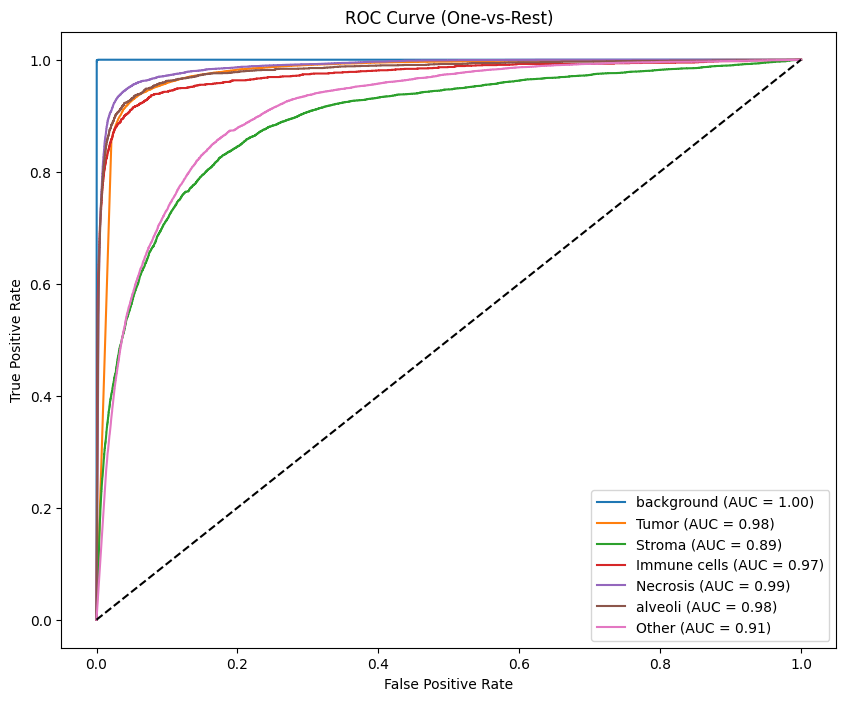 ROC Curve (One-vs-Rest)
True Positive Rate
1.0
0.8
0.6
0.4
0.2
0.0
background (AUC = 1.00)
Tumor (AUC = 0.98)
Stroma (AUC = 0.89)
Immune cells (AUC = 0.97)
Necrosis (AUC = 0.99)
alveoli (AUC = 0.98)
Other (AUC = 0.91)
0.0 0.2 0.4 0.6 0.8 1.0
False Positive Rate